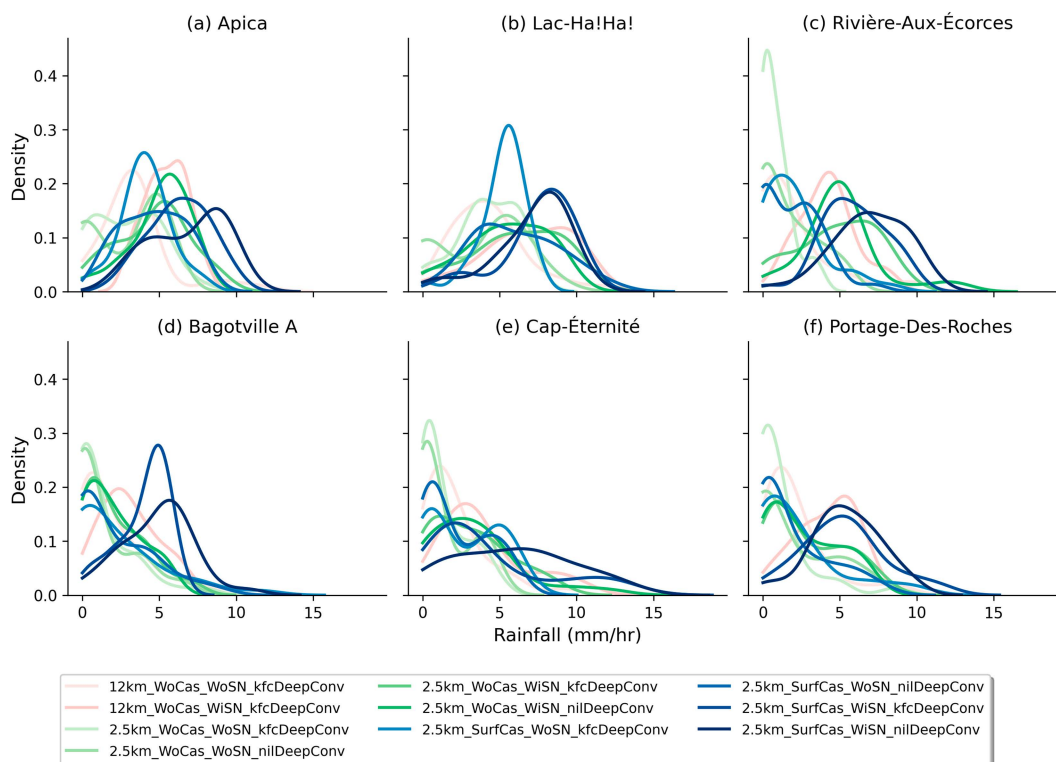 (a) Apica
(b) Lac-Ha!Ha!
(c) Rivière-Aux-Écorces
Density
0.4
0.3
0.2
0.1
0.0
(d) Bagotville A
(e) Cap-Éternité
(f) Portage-Des-Roches
Density
0.4
0.3
0.2
0.1
0.0
0 5 10 15
0 5 10 15
0 5 10 15
Rainfall (mm/hr)
12km_WoCas_WoSN_kfcDeepConv
12km_WoCas_WiSN_kfcDeepConv
2.5km_WoCas_WoSN_kfcDeepConv
2.5km_WoCas_WoSN_nilDeepConv
2.5km_WoCas_WiSN_kfcDeepConv
2.5km_WoCas_WiSN_nilDeepConv
2.5km_SurfCas_WoSN_kfcDeepConv
2.5km_SurfCas_WoSN_nilDeepConv
2.5km_SurfCas_WiSN_kfcDeepConv
2.5km_SurfCas_WiSN_nilDeepConv